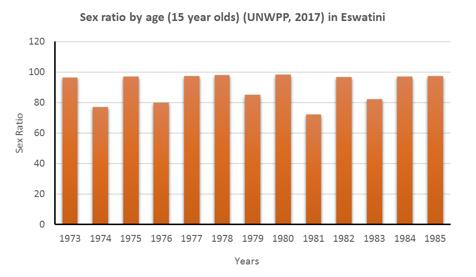 Sex ratio by age (15 year olds) (UNWPP, 2017) in Eswatini
120
100
80
60
40
20
0
Sex Ratio
1973 1974 1975 1976 1977 1978 1979 1980 1981 1982 1983 1984 1985
Years